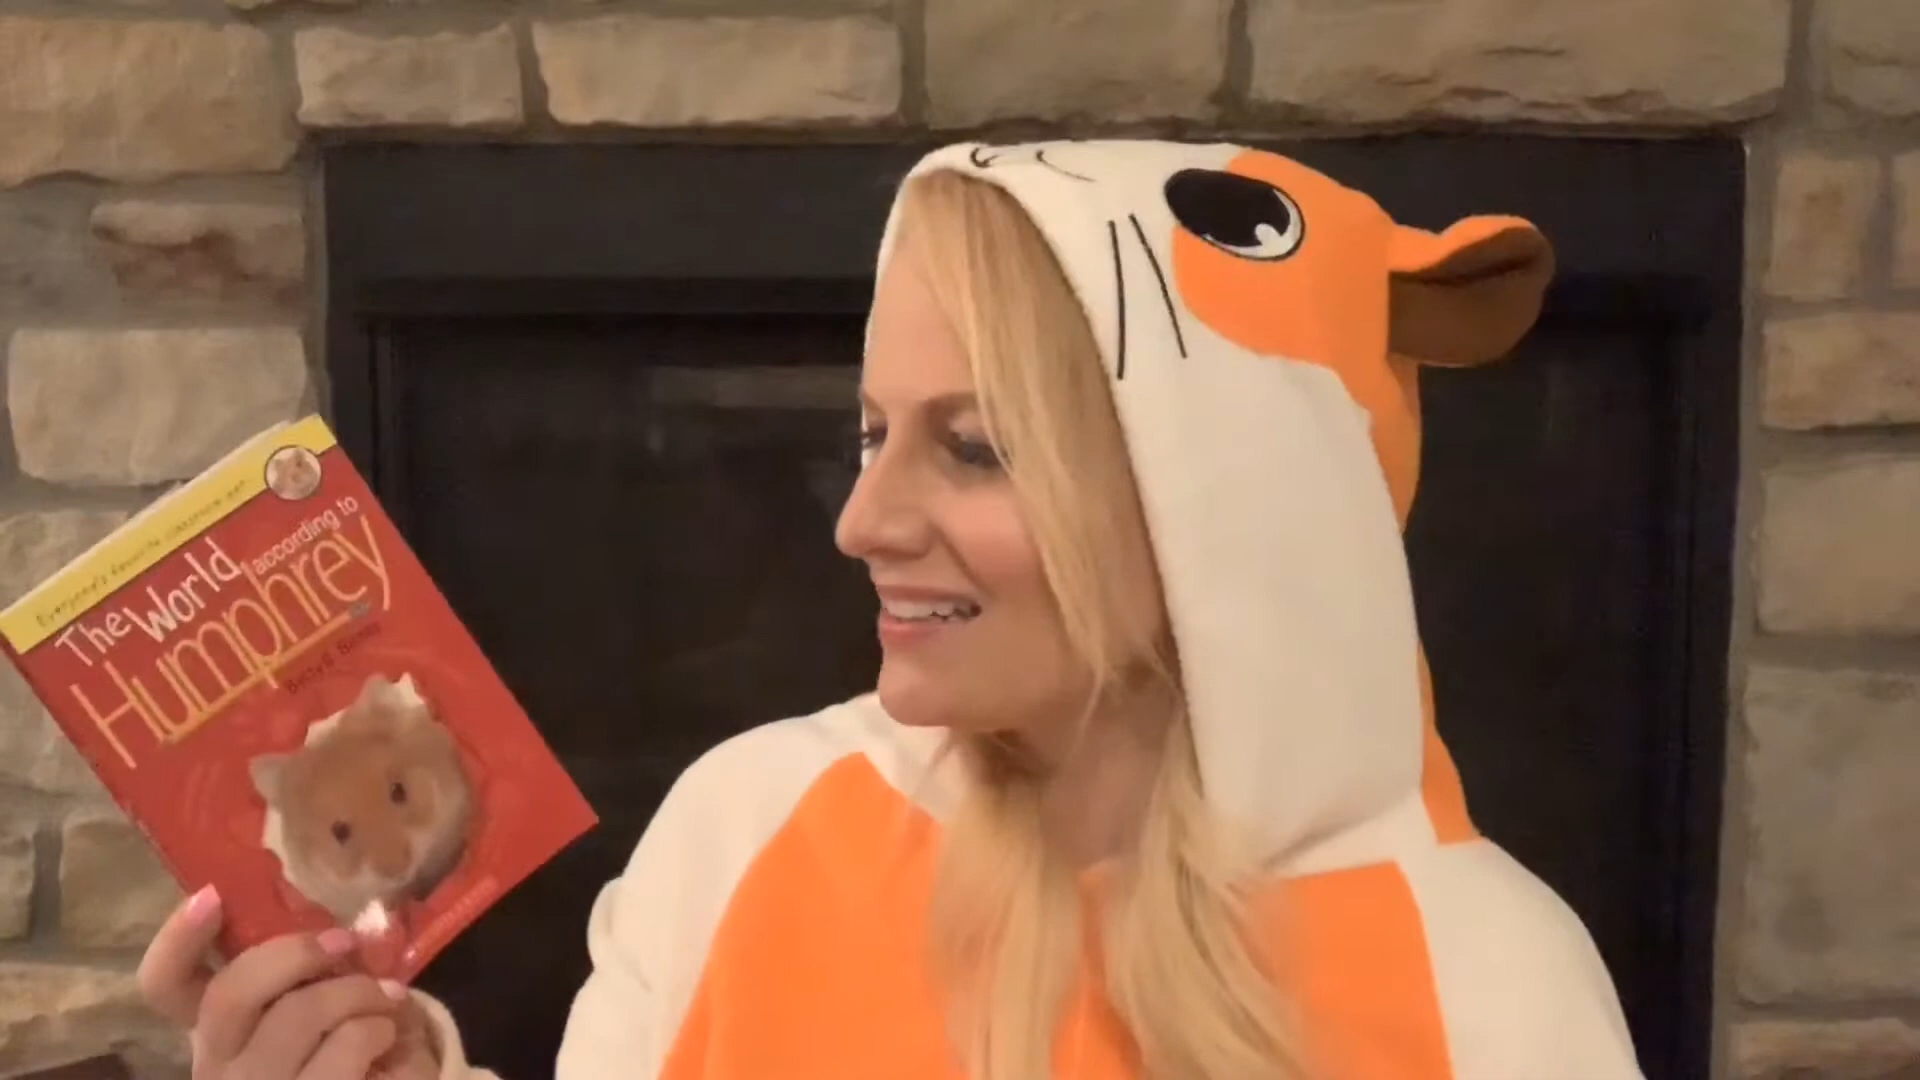 Everyone's favorite classroom pet
The World
according to
Humphrey
Betty G. Birney